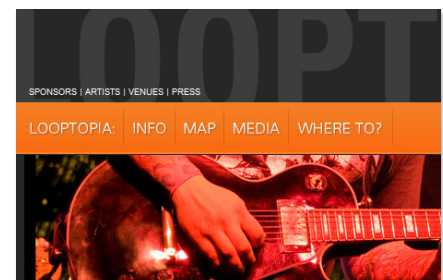 LOOPT
SPONSORS | ARTISTS | VENUES | PRESS
LOOPTOPIA: INFO MAP MEDIA WHERE TO?